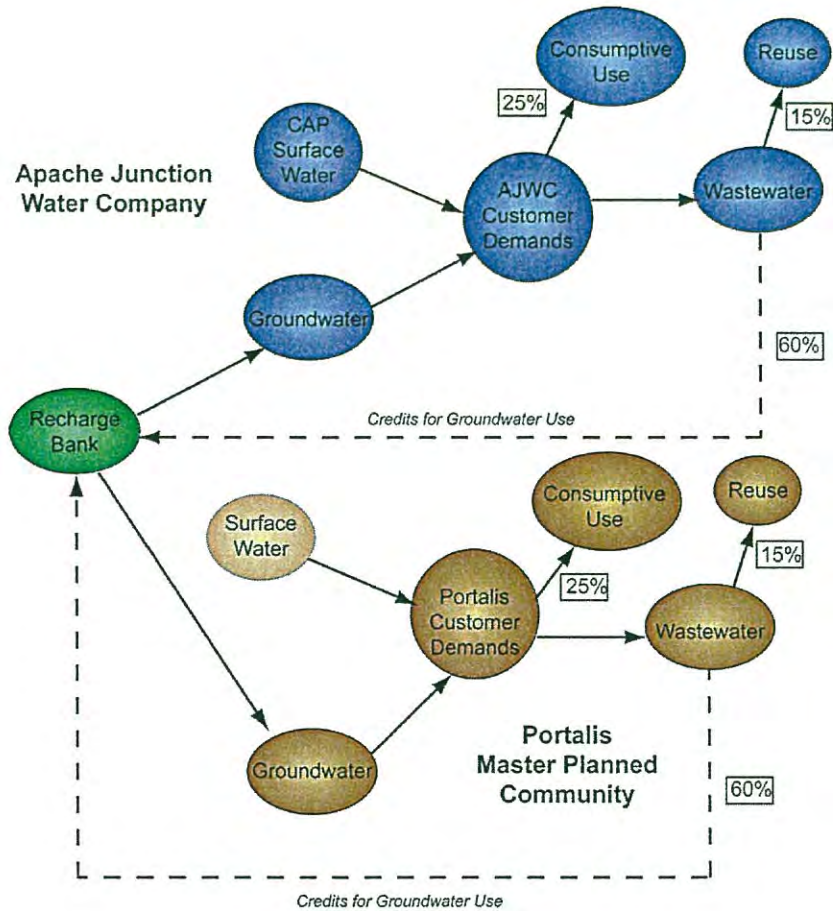 Consumptive
Use
Reuse
25%
15%
CAP
Surface
Water
Apache Junction
Water Company
AJWC
Customer
Demands
Wastewater
Groundwater
60%
Credits for Groundwater Use
Recharge
Bank
Consumptive
Use
Reuse
Surface
Water
25%
15%
Portalis
Customer
Demands
Wastewater
Groundwater
Portalis
Master Planned
Community
60%
Credits for Groundwater Use